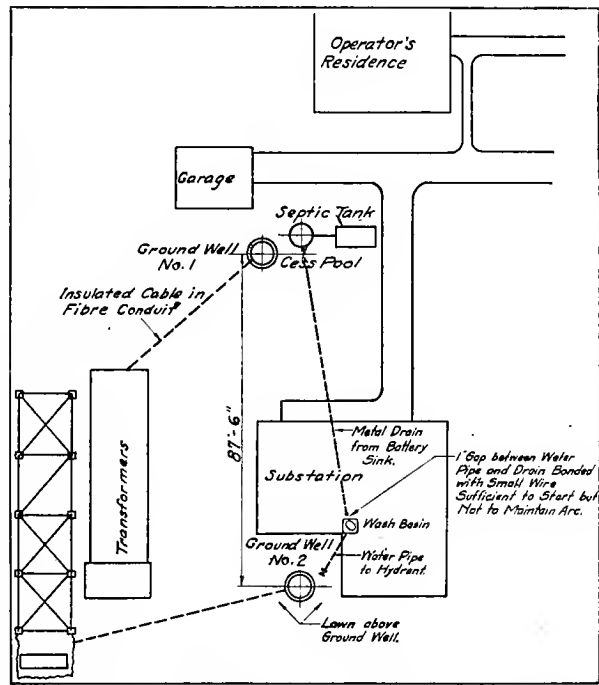 Operator's
Residence
Garage
Septic Tank
Ground Well
No. 1
Cess Pool
Insulated Cable in
Fibre Conduit
87'-6"
Transformers
Metal Drain
from Battery
Sink.
Substation
1" Gap between Water
Pipe and Drain Bonded
with Small Wire
Sufficient to Start but
Not to Maintain Arc.
Wash Basin
Ground Well
No. 2
Water Pipe
to Hydrant.
Lawn above
Ground Well.